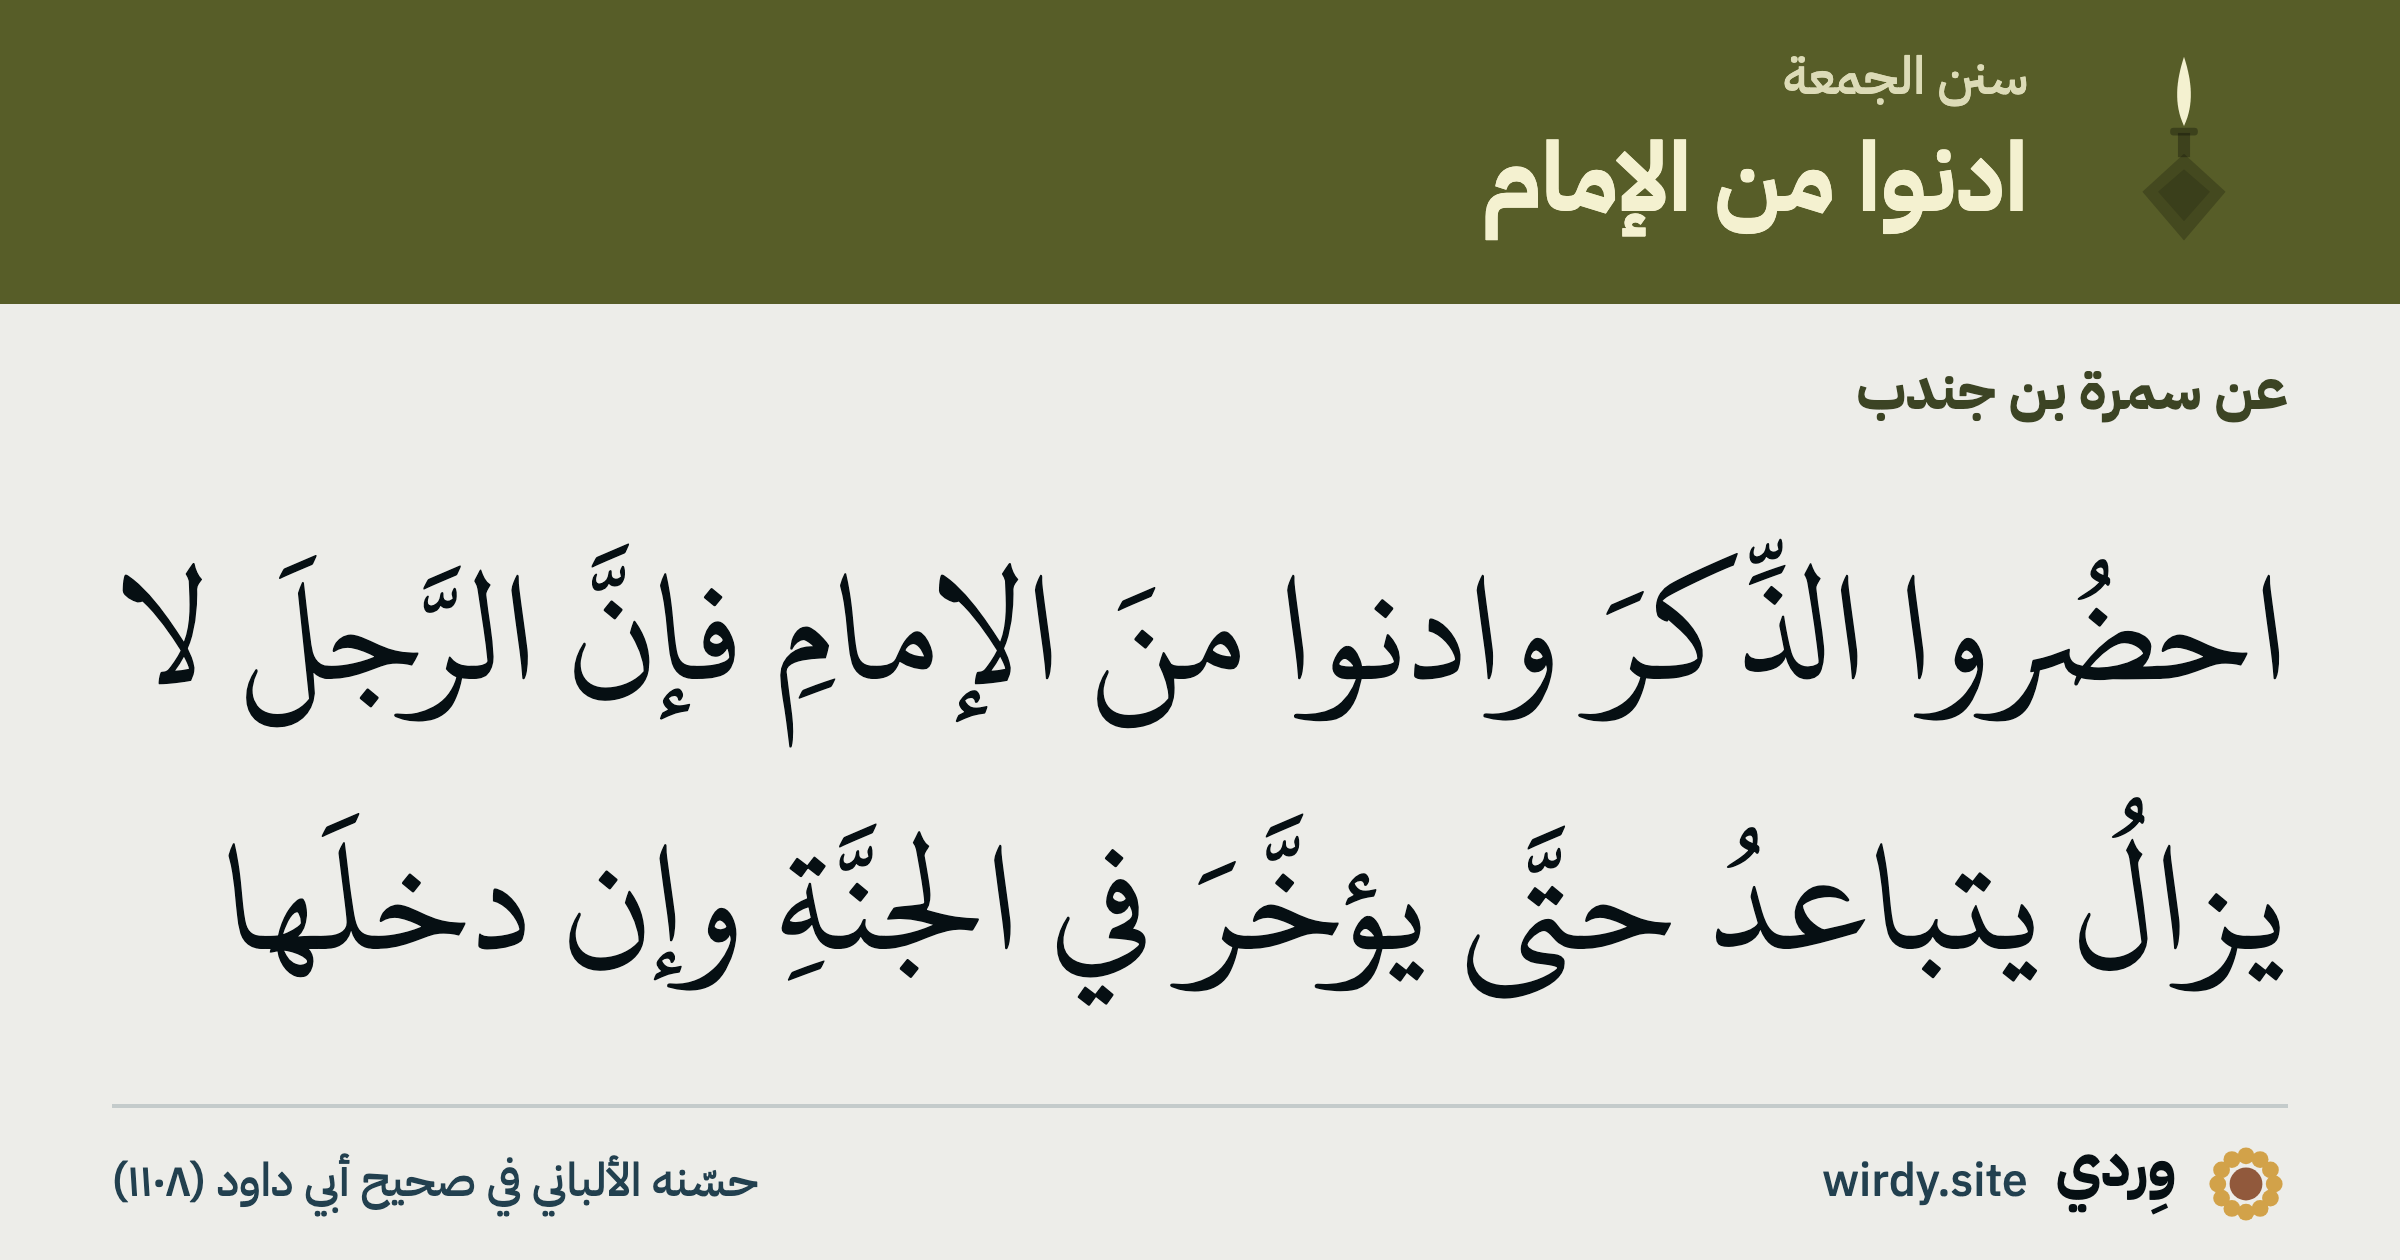 سنن الجمعة
ادنوا من الإمام
عن سمرة بن جندب
احضُروا الذِّكرَ وادنوا منَ الإمامِ فإنَّ الرَّجلَ لا
يزالُ يتباعدُ حتَّى يؤخَّرَ في الجنَّةِ وإن دخلَها
وِردي wirdy.site
حسّنه الألباني في صحيح أبي داود (١١٠٨)